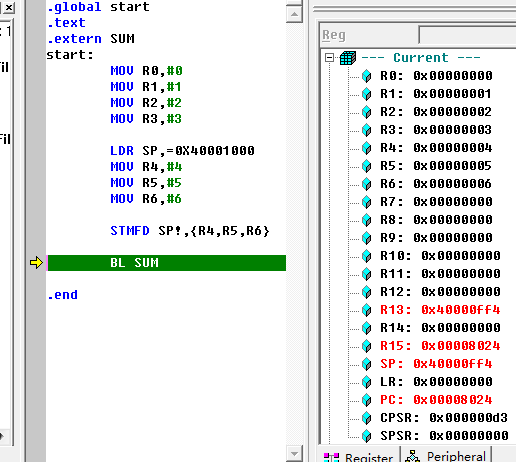 : 1
fil
Fil
.global start
.text
.extern SUM
start:
MOV R0,#0
MOV R1,#1
MOV R2,#2
MOV R3,#3
LDR SP,=0X40001000
MOV R4,#4
MOV R5,#5
MOV R6,#6
STMFD SP!,{R4,R5,R6}
BL SUM
.end
Reg
--- Current ---
R0: 0x00000000
R1: 0x00000001
R2: 0x00000002
R3: 0x00000003
R4: 0x00000004
R5: 0x00000005
R6: 0x00000006
R7: 0x00000000
R8: 0x00000000
R9: 0x00000000
R10: 0x00000000
R11: 0x00000000
R12: 0x00000000
R13: 0x40000ff4
R14: 0x00000000
R15: 0x00008024
SP: 0x40000ff4
LR: 0x00000000
PC: 0x00008024
CPSR: 0x000000d3
SPSR: 0x00000000
Register
Peripheral